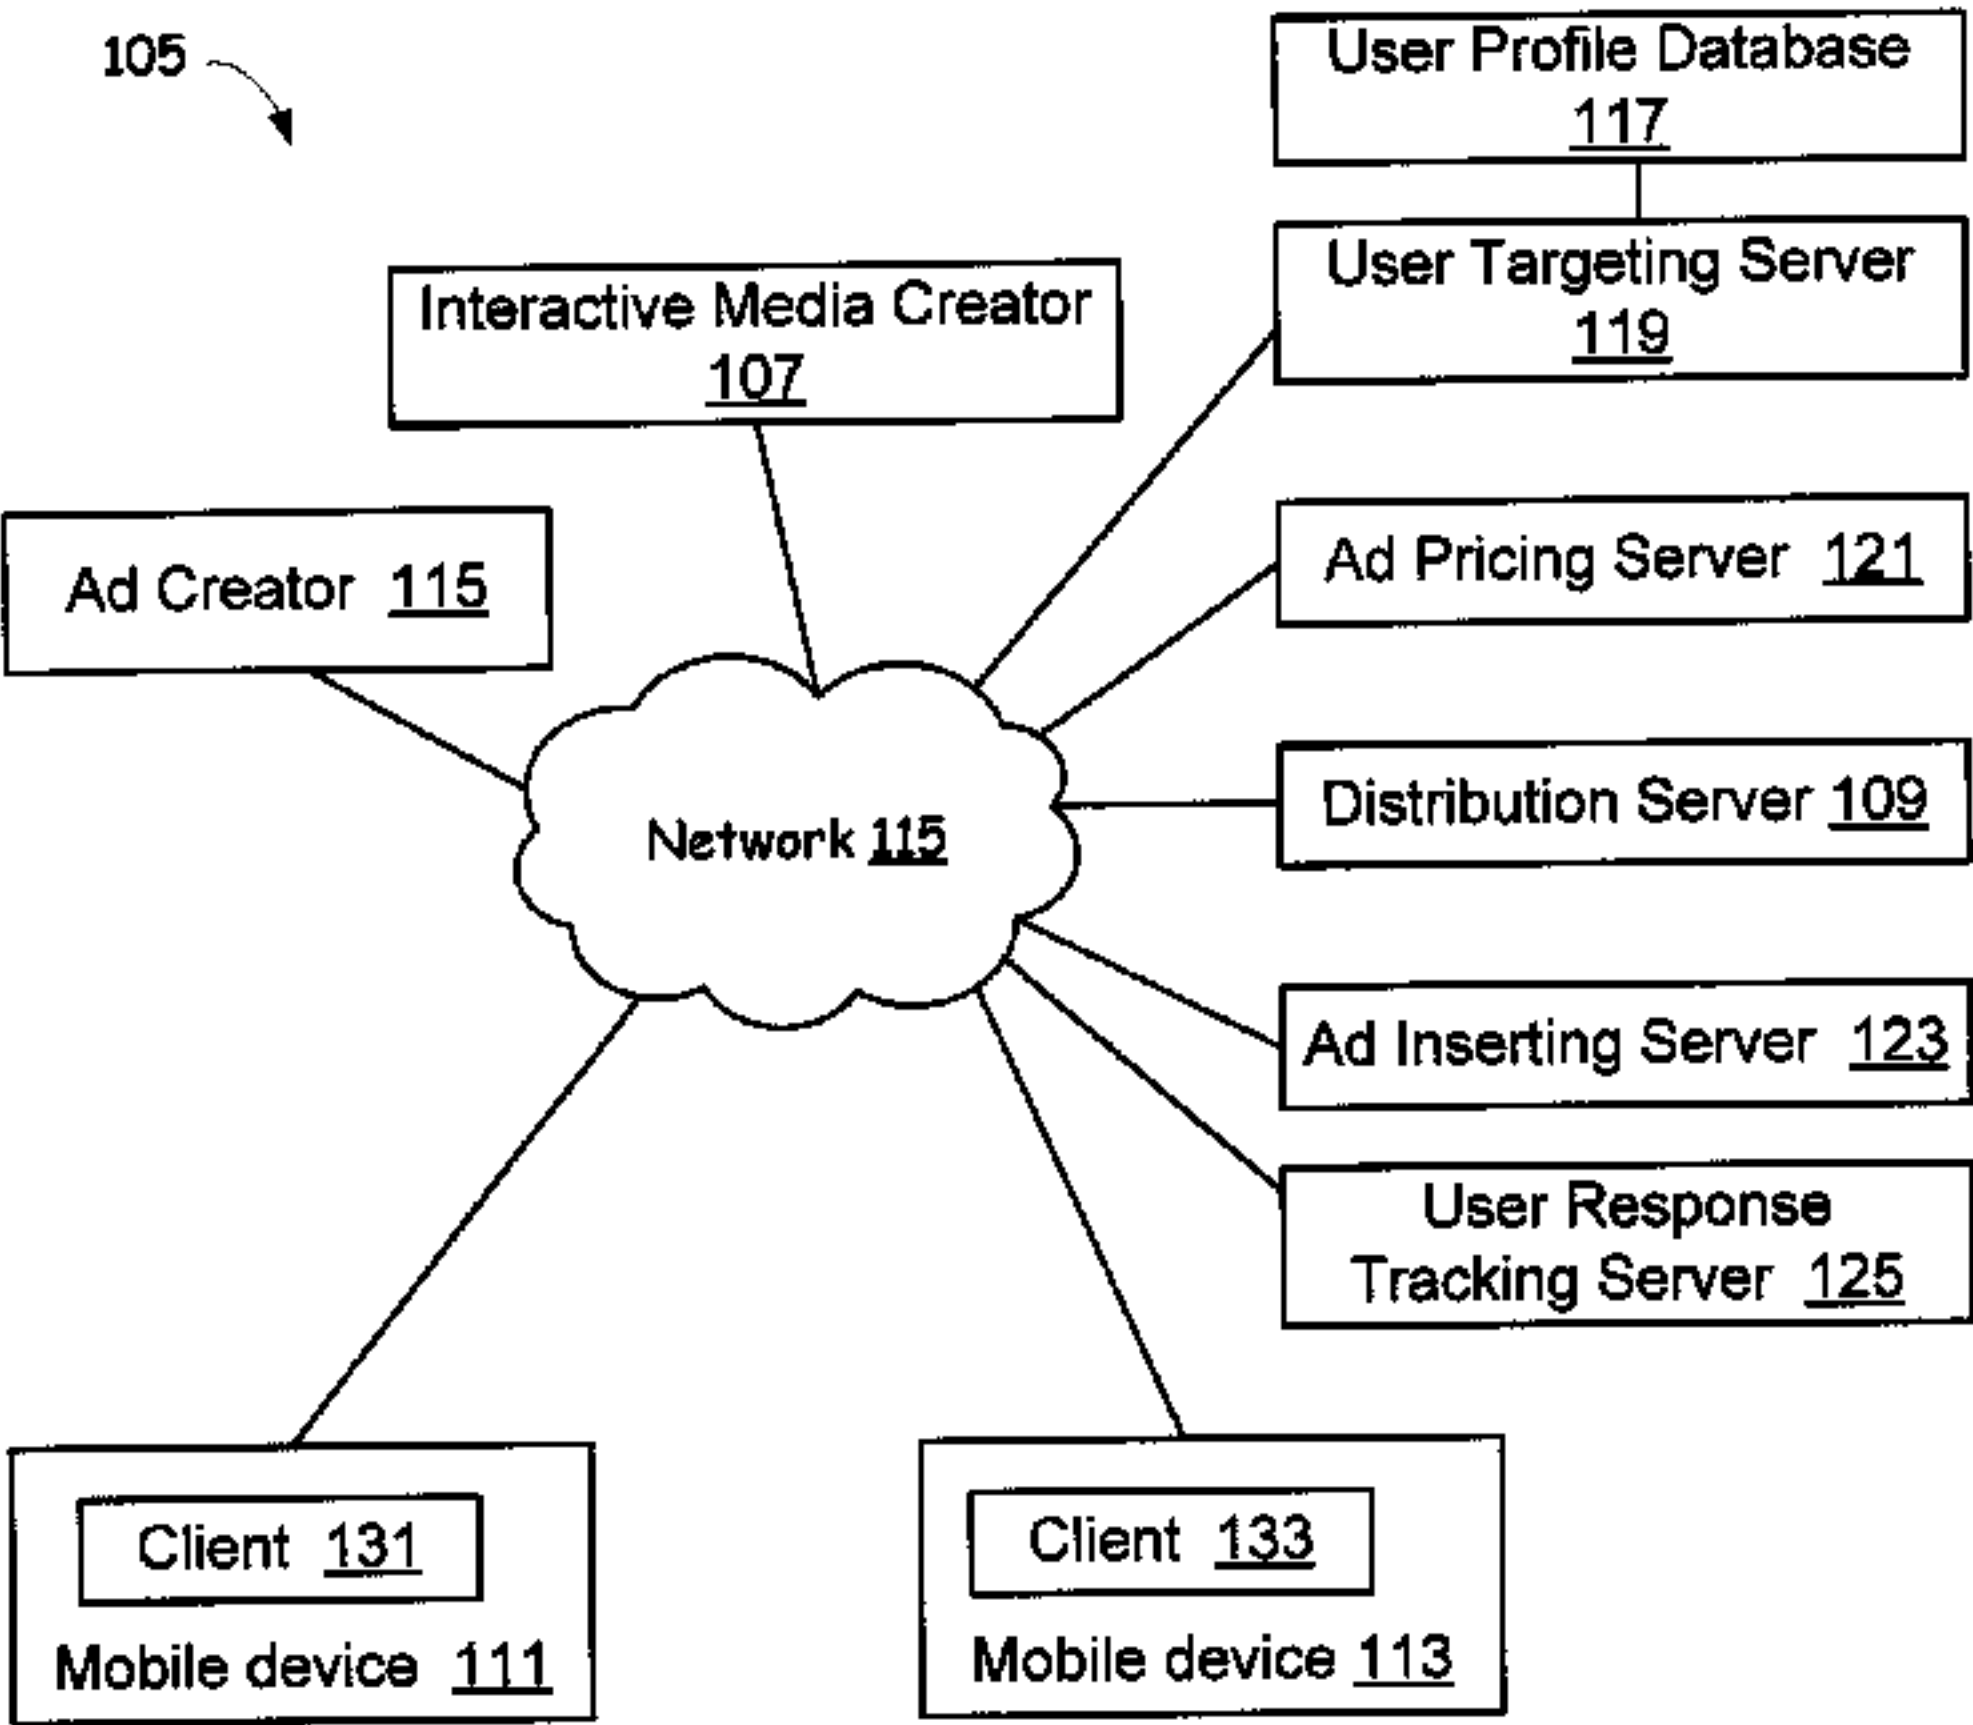 105
User Profile Database
117
User Targeting Server
119
Interactive Media Creator
107
Ad Creator 115
Ad Pricing Server 121
Network 115
Distribution Server 109
Ad Inserting Server 123
User Response
Tracking Server 125
Client 131
Mobile device 111
Client 133
Mobile device 113